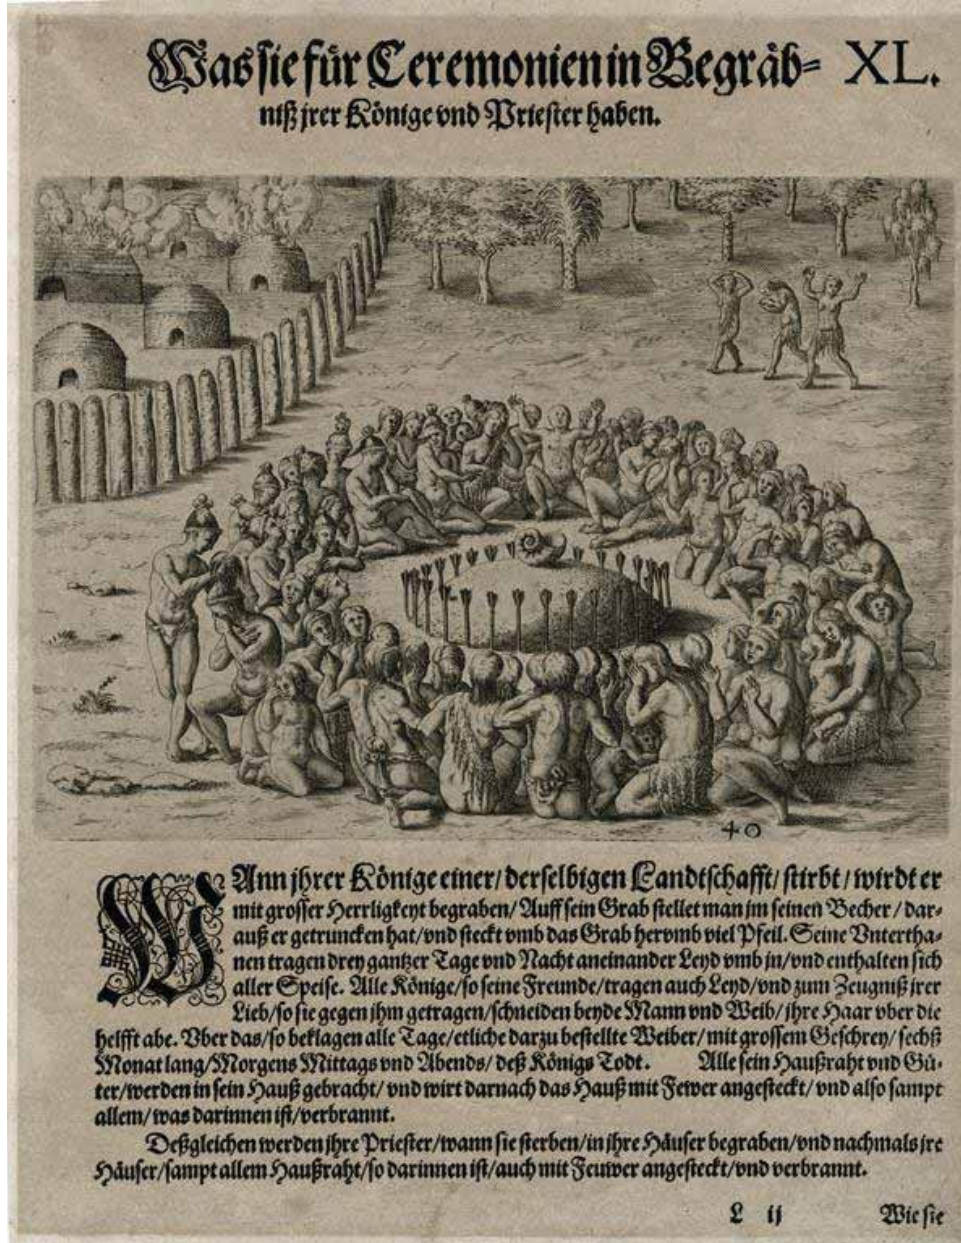 Was sie für Ceremonien in Begräb⸗ XL.
niß jrer Könige vnd Priester haben.
40
WAnn jhrer Könige einer/ derselbigen Landtschafft/ stirbt/ wirdt er
mit grosser Herrligkeyt begraben/ Auff sein Grab stellet man jm seinen Becher/ dar⸗
auß er getruncken hat/ vnd steckt vmb das Grab hervmb viel Pfeil. Seine Vntertha⸗
nen tragen drey gantzer Tage vnd Nacht aneinander Leyd vmb jn/ vnd enthalten sich
aller Speise. Alle Könige/ so seine Freunde/ tragen auch Leyd/ vnd zum Zeugniß jrer
Lieb/ so sie gegen jhm getragen/ schneiden beyde Mann vnd Weib/ jhre Haar vber die
helfft abe. Vber das/ so beklagen alle Tage/ etliche darzu bestellte Weiber/ mit grossem Geschrey/ sechß
Monat lang/ Morgens Mittags vnd Abends/ deß Königs Todt. Alle sein Haußraht vnd Gü⸗
ter/ werden in sein Hauß gebracht/ vnd wirt darnach das Hauß mit Fewer angesteckt/ vnd also sampt
allem/ was darinnen ist/ verbrannt.
Deßgleichen werden jhre Priester/ wann sie sterben/ in jhre Häuser begraben/ vnd nachmals jre
Häuser/ sampt allem Haußraht/ so darinnen ist/ auch mit Feuwer angesteckt/ vnd verbrannt.
L ij Wie sie